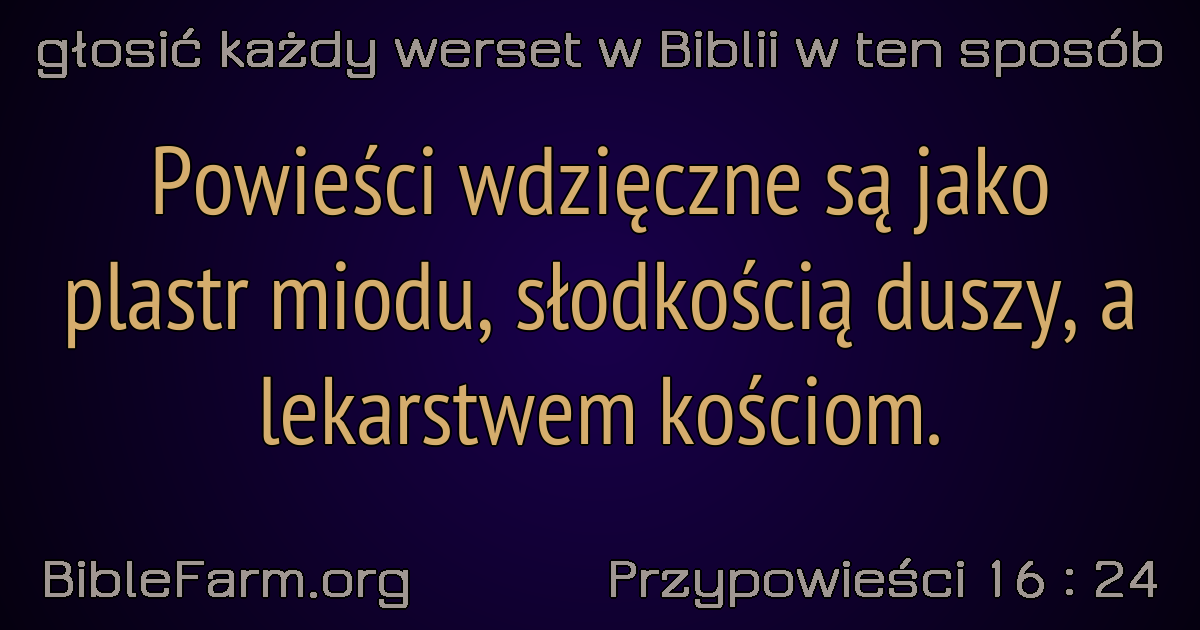 głosić każdy werset w Biblii w ten sposób
Powieści wdzięczne są jako
plastr miodu, słodkością duszy, a
lekarstwem kościom.
BibleFarm.org
Przypowieści 16 : 24